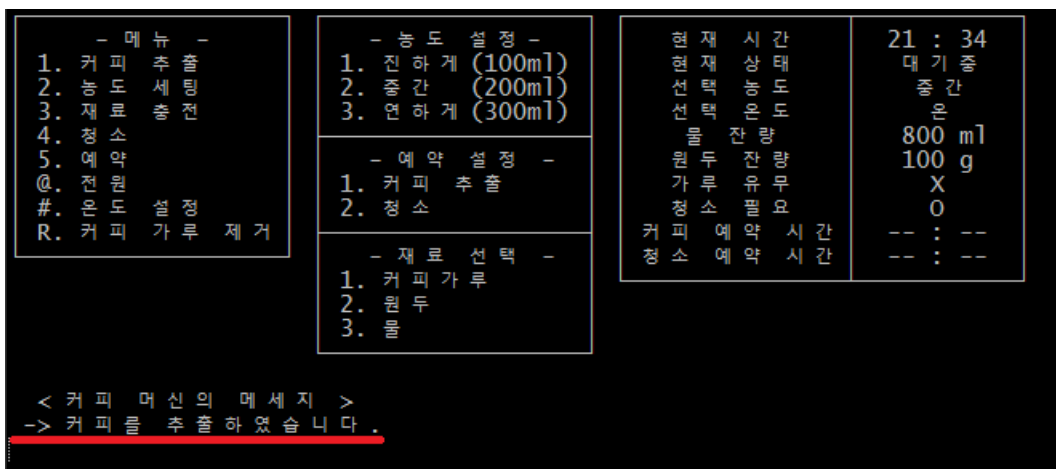 - 메뉴 -
1. 커피 추출
2. 농도 세팅
3. 재료 충전
4. 청소
5. 예약
@. 전원
#. 온도 설정
R. 커피 가루 제거
- 농도 설정 -
1. 진하게 (100ml)
2. 중간 (200ml)
3. 연하게 (300ml)
- 예약 설정 -
1. 커피 추출
2. 청소
- 재료 선택 -
1. 커피가루
2. 원두
3. 물
현재 시간 21 : 34
현재 상태 대기중
선택 농도 중간
선택 온도 온
물 잔량 800 ml
원두 잔량 100 g
가루 유무 X
청소 필요 O
커피 예약 시간 -- : --
청소 예약 시간 -- : --
< 커피 머신의 메세지 >
-> 커피를 추출하였습니다.